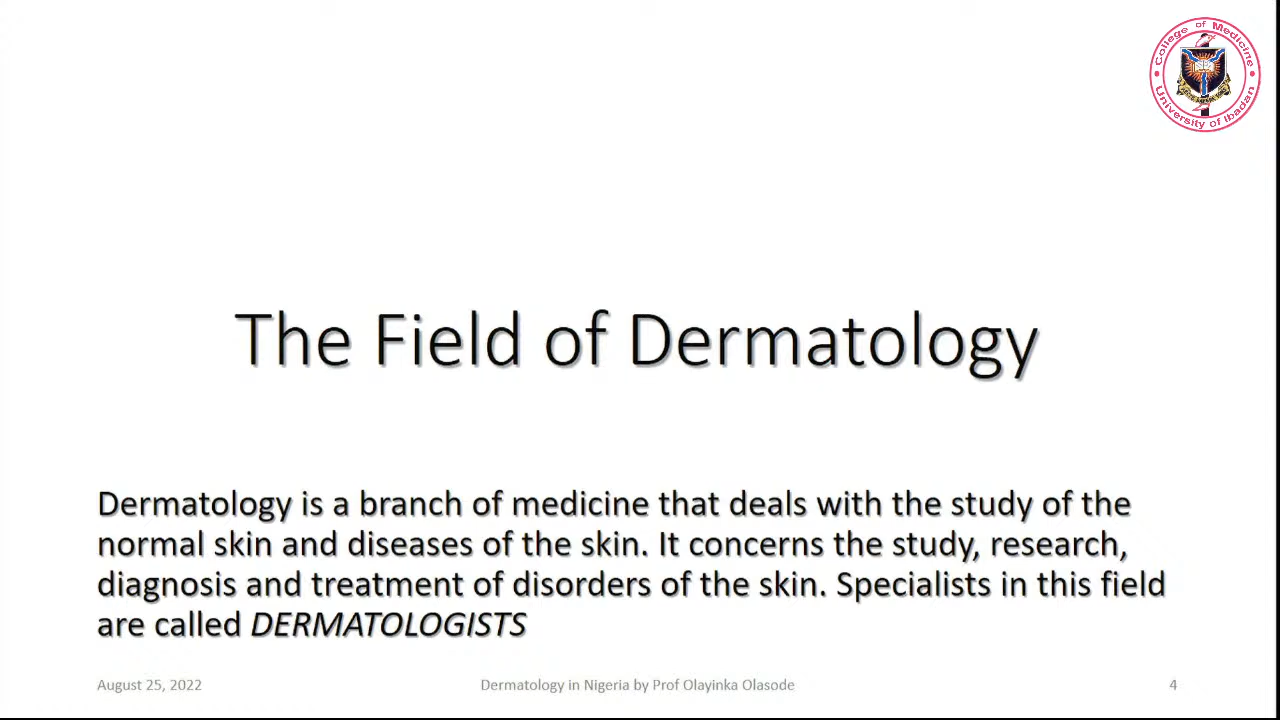 College of Medicine
University of Ibadan
The Field of Dermatology
Dermatology is a branch of medicine that deals with the study of the
normal skin and diseases of the skin. It concerns the study, research,
diagnosis and treatment of disorders of the skin. Specialists in this field
are called DERMATOLOGISTS
August 25, 2022
Dermatology in Nigeria by Prof Olayinka Olasode
4